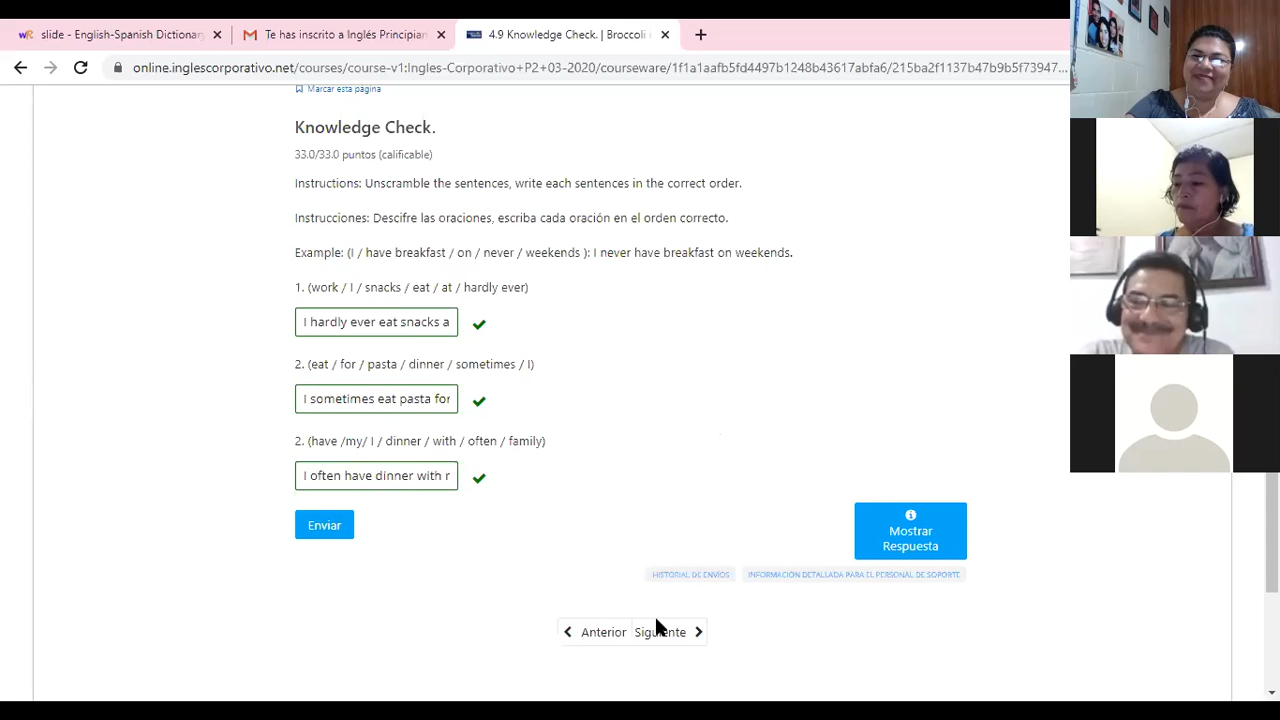 slide - English-Spanish Dictionary
Te has inscrito a Inglés Principian
4.9 Knowledge Check. | Broccoli
online.inglescorporativo.net/courses/course-v1:Ingles-Corporativo+P2+03-2020/courseware/1f1a1aafb5fd4497b1248b43617abfa6/215ba2f1137b47b9b5f73947...
Marcar esta página
Knowledge Check.
33.0/33.0 puntos (calificable)
Instructions: Unscramble the sentences, write each sentences in the correct order.
Instrucciones: Descifre las oraciones, escriba cada oración en el orden correcto.
Example: (I / have breakfast / on / never / weekends ): I never have breakfast on weekends.
1. (work / I / snacks / eat / at / hardly ever)
I hardly ever eat snacks a
2. (eat / for / pasta / dinner / sometimes / I)
I sometimes eat pasta for
2. (have /my/ I / dinner / with / often / family)
I often have dinner with r
Enviar
Mostrar
Respuesta
HISTORIAL DE ENVÍOS
INFORMACIÓN DETALLADA PARA EL PERSONAL DE SOPORTE
Anterior
Siguiente